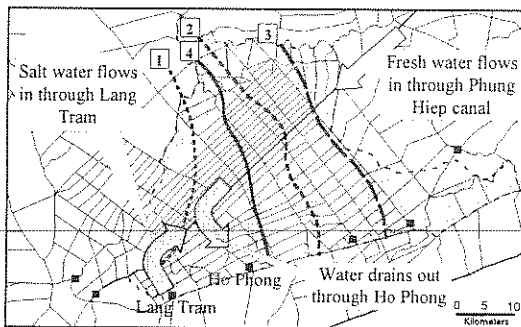 2
3
4
1
Salt water flows
in through Lang
Tram
Fresh water flows
in through Phung
Hiep canal
Ho Phong
Lang Tram
Water drains out
through Ho Phong
0 5 10
Kilometers